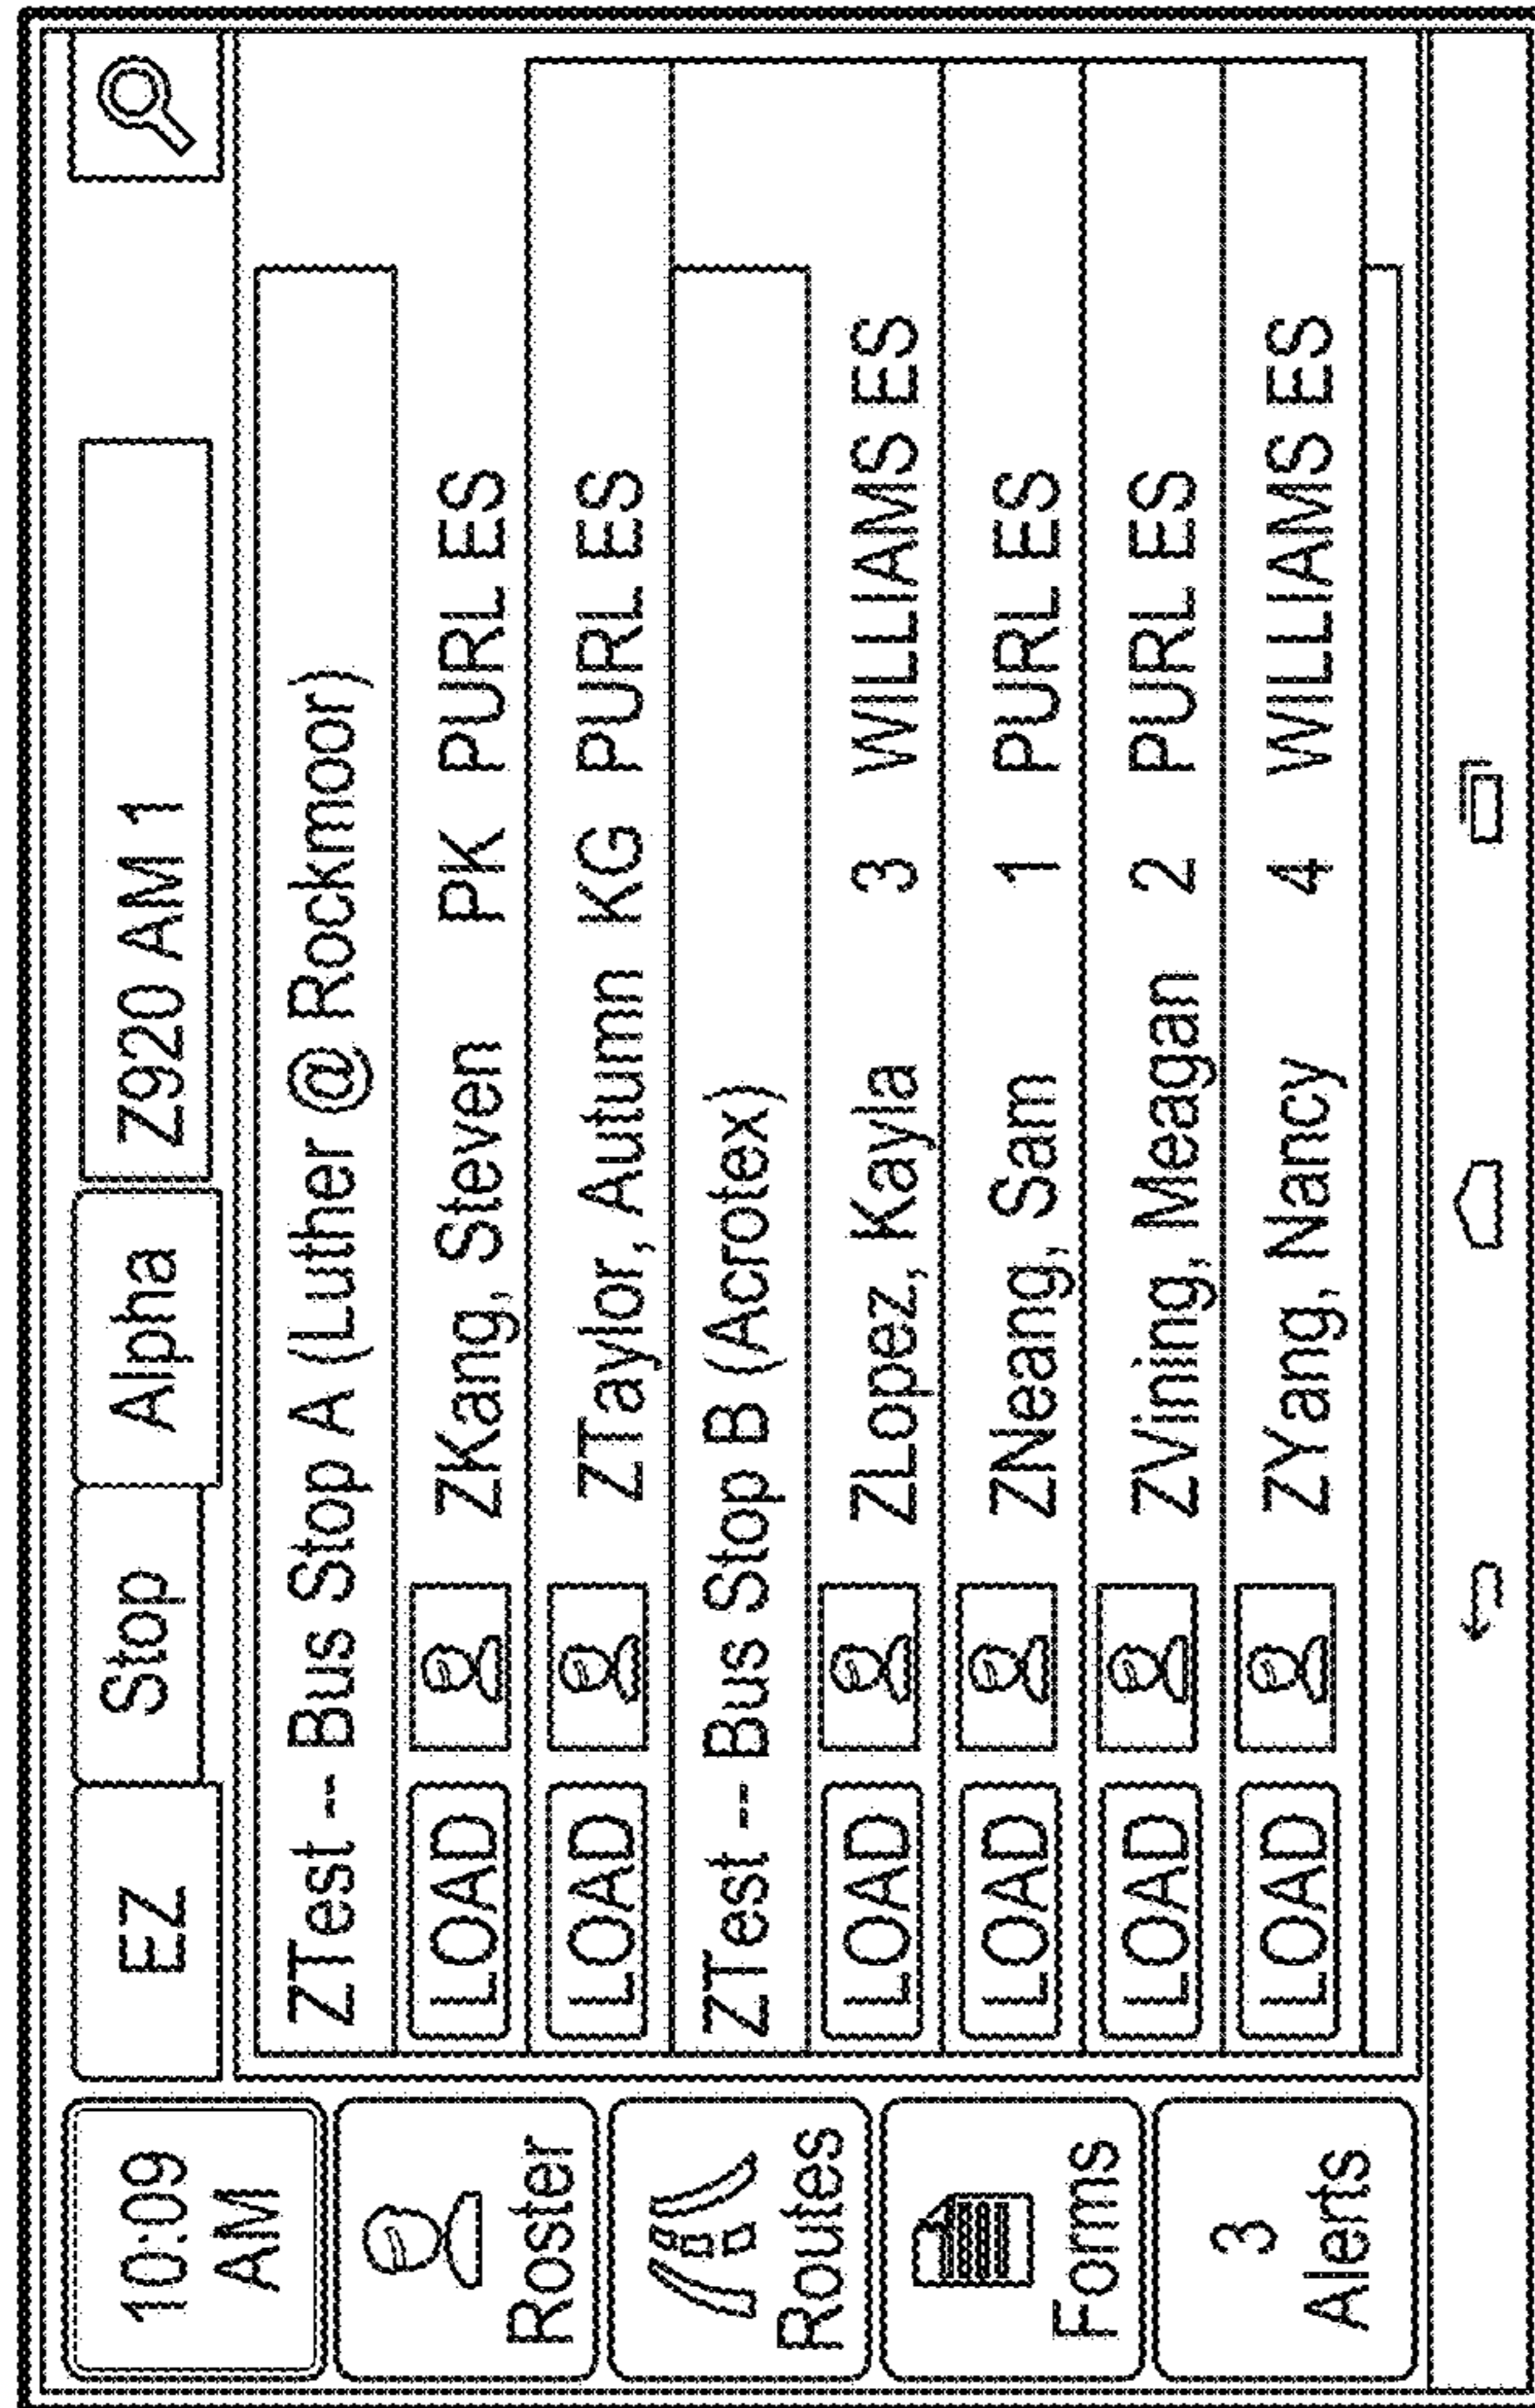 10:09
AM
EZ
Stop
Alpha
Z920 AM 1
Roster
Routes
Forms
3
Alerts
ZTest -- Bus Stop A (Luther @ Rockmoor)
LOAD ZKang, Steven PK PURL ES
LOAD ZTaylor, Autumn KG PURL ES
ZTest -- Bus Stop B (Acrotex)
LOAD ZLopez, Kayla 3 WILLIAMS ES
LOAD ZNeang, Sam 1 PURL ES
LOAD ZVining, Meagan 2 PURL ES
LOAD ZYang, Nancy 4 WILLIAMS ES